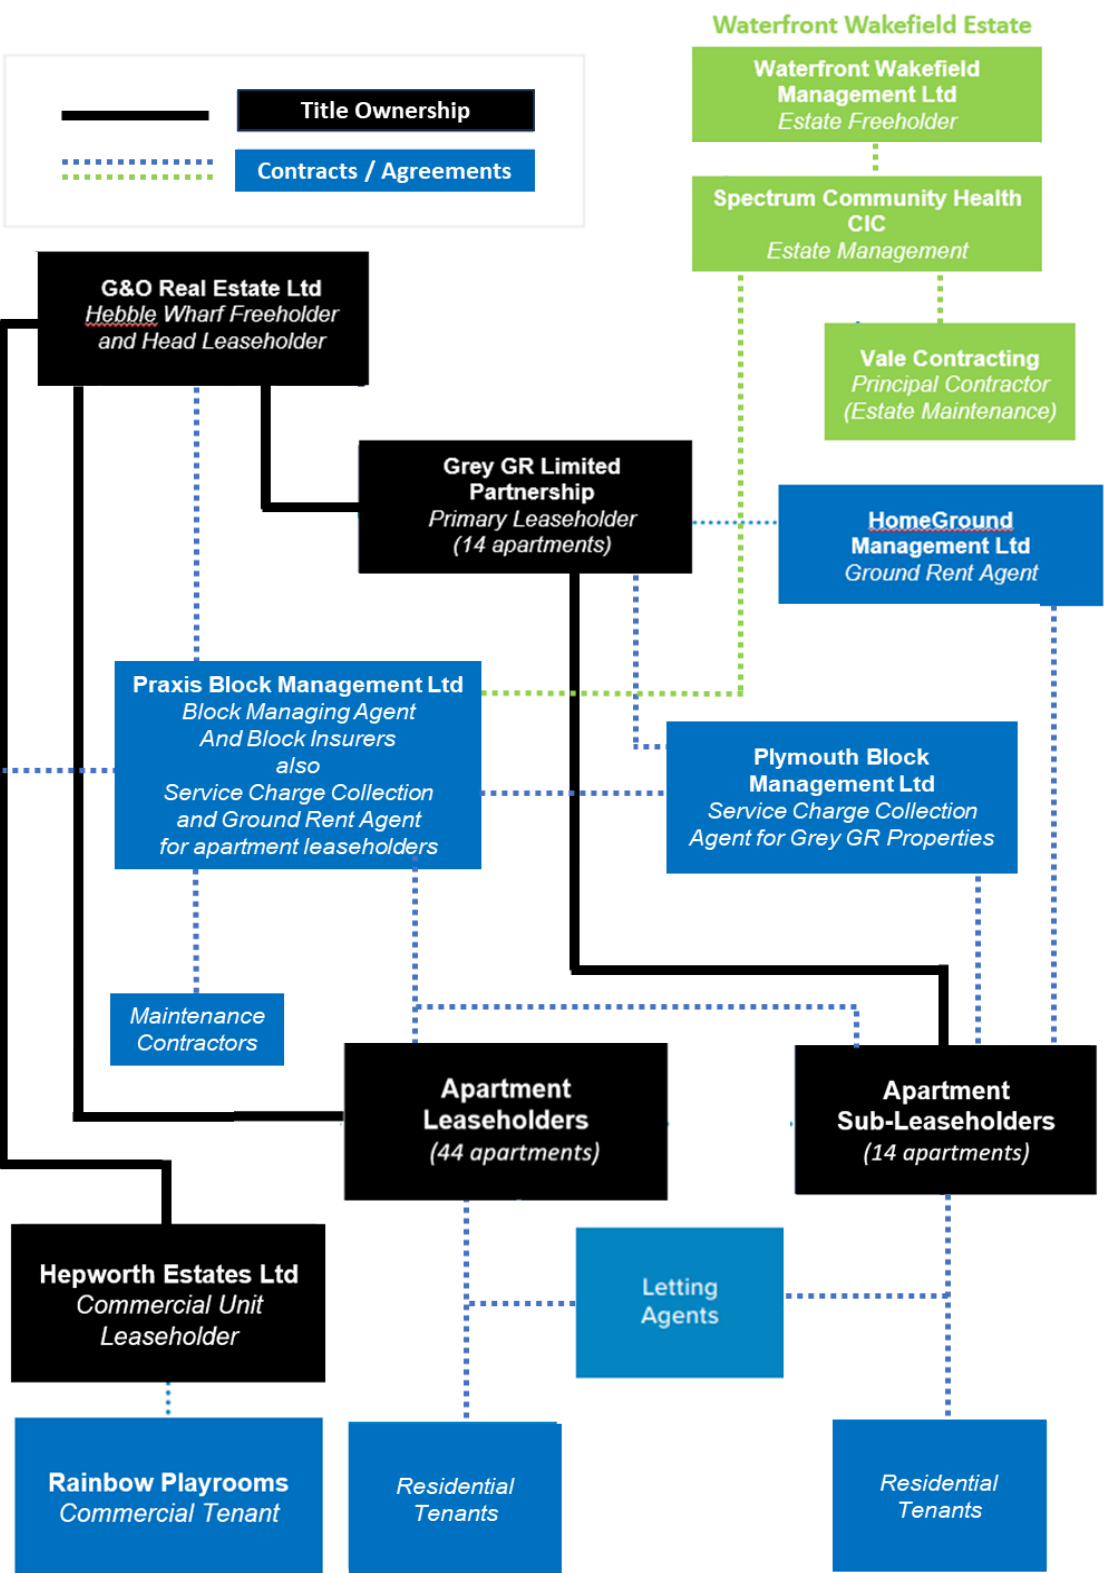 Waterfront Wakefield Estate
Waterfront Wakefield
Management Ltd
Estate Freeholder
Title Ownership
Contracts / Agreements
Spectrum Community Health
CIC
Estate Management
G&O Real Estate Ltd
Hebble Wharf Freeholder
and Head Leaseholder
Vale Contracting
Principal Contractor
(Estate Maintenance)
Grey GR Limited
Partnership
Primary Leaseholder
(14 apartments)
HomeGround
Management Ltd
Ground Rent Agent
Praxis Block Management Ltd
Block Managing Agent
And Block Insurers
also
Service Charge Collection
and Ground Rent Agent
for apartment leaseholders
Plymouth Block
Management Ltd
Service Charge Collection
Agent for Grey GR Properties
Maintenance
Contractors
Apartment
Leaseholders
(44 apartments)
Apartment
Sub-Leaseholders
(14 apartments)
Hepworth Estates Ltd
Commercial Unit
Leaseholder
Letting
Agents
Rainbow Playrooms
Commercial Tenant
Residential
Tenants
Residential
Tenants